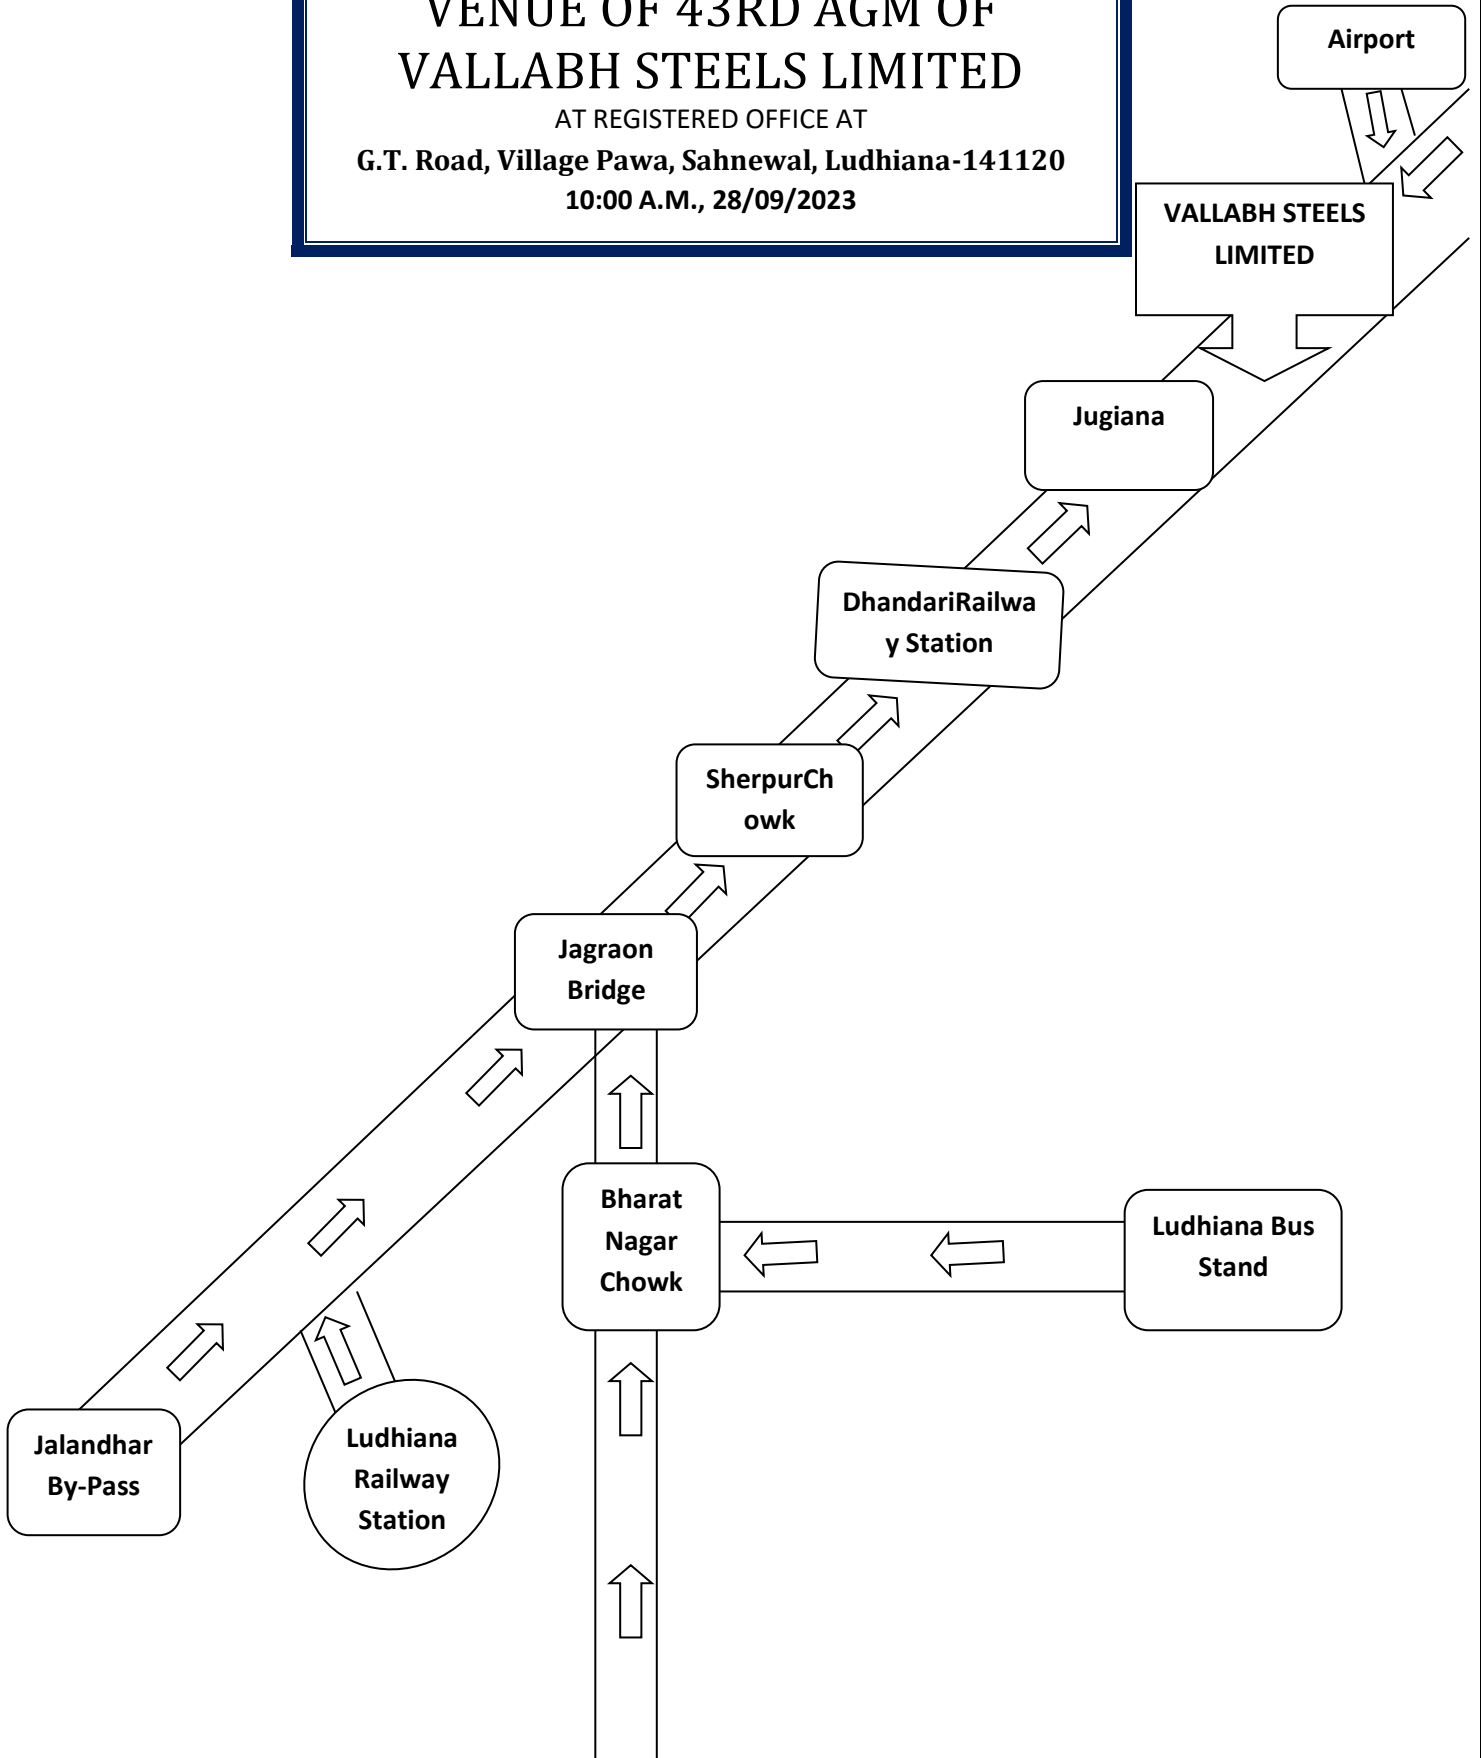 VENUE OF 43RD AGM OF
VALLABH STEELS LIMITED
AT REGISTERED OFFICE AT
G.T. Road, Village Pawa, Sahnewal, Ludhiana-141120
10:00 A.M., 28/09/2023
Airport
VALLABH STEELS
LIMITED
Jugiana
DhandariRailwa
y Station
SherpurCh
owk
Jagraon
Bridge
Bharat
Nagar
Chowk
Ludhiana Bus
Stand
Jalandhar
By-Pass
Ludhiana
Railway
Station